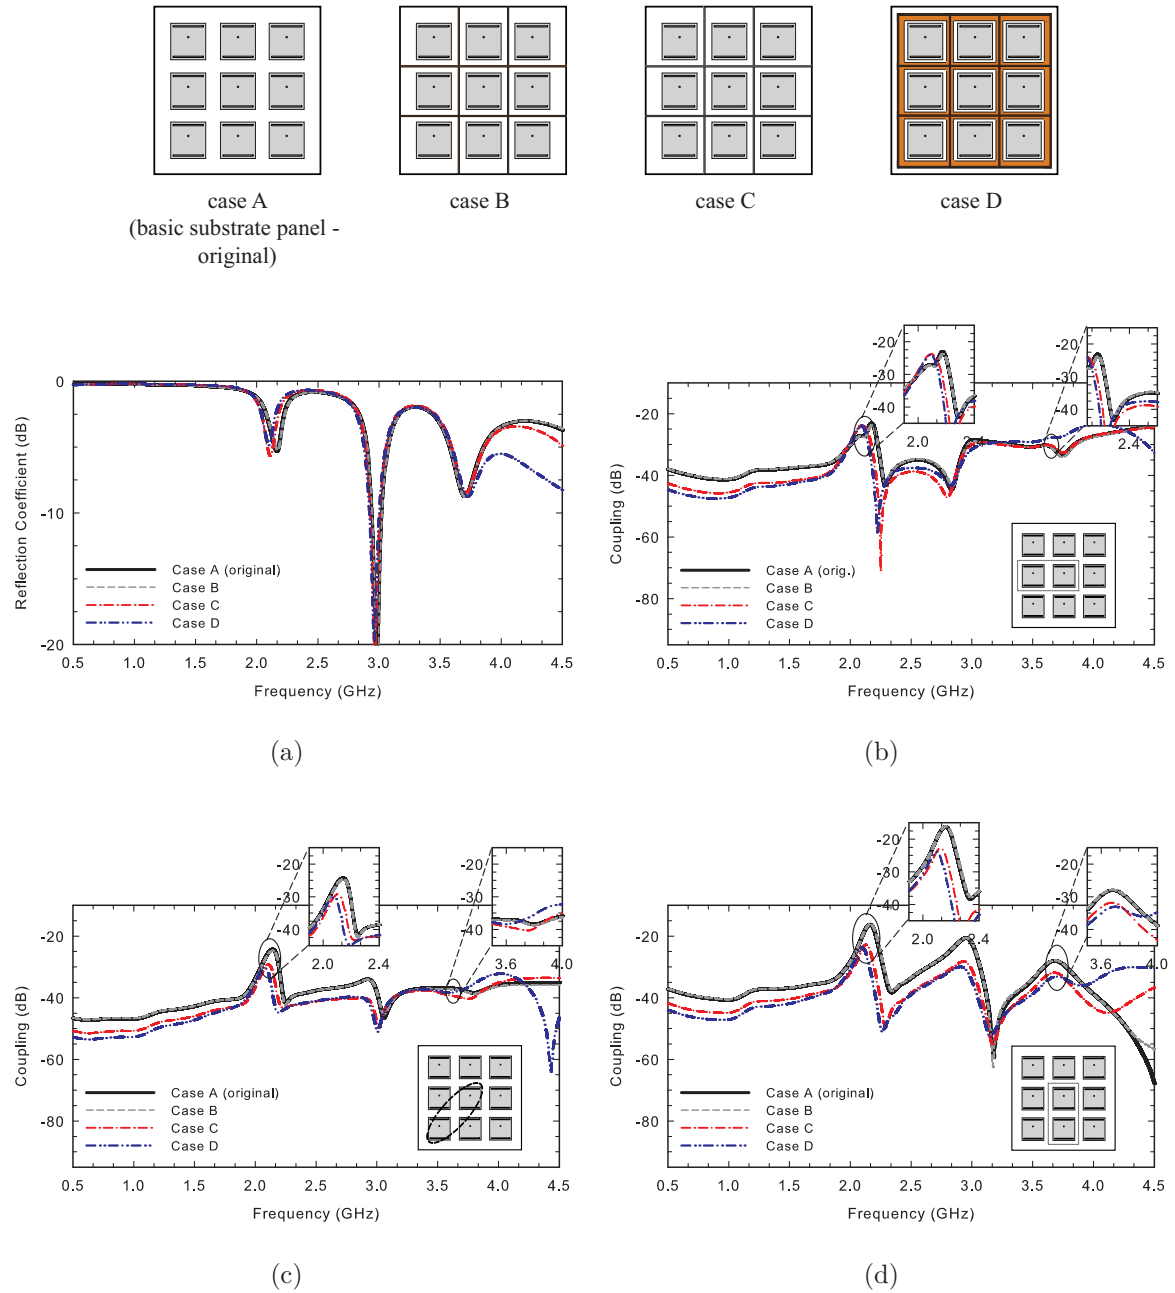 case A
(basic substrate panel -
original)
case B
case C
case D
0
-10
-20
Reflection Coefficient (dB)
Case A (original)
Case B
Case C
Case D
0.5 1.0 1.5 2.0 2.5 3.0 3.5 4.0 4.5
Frequency (GHz)
(a)
-20
-30
-40
2.0
-20
-30
-40
2.4
-20
-40
-60
-80
Coupling (dB)
Case A (orig.)
Case B
Case C
Case D
0.5 1.0 1.5 2.0 2.5 3.0 3.5 4.0 4.5
Frequency (GHz)
(b)
-20
-30
-40
2.0 2.4
-20
-30
-40
3.6 4.0
-20
-40
-60
-80
Coupling (dB)
Case A (original)
Case B
Case C
Case D
0.5 1.0 1.5 2.0 2.5 3.0 3.5 4.0 4.5
Frequency (GHz)
(c)
-20
-30
-40
2.0 2.4
-20
-30
-40
3.6 4.0
-20
-40
-60
-80
Coupling (dB)
Case A (original)
Case B
Case C
Case D
0.5 1.0 1.5 2.0 2.5 3.0 3.5 4.0 4.5
Frequency (GHz)
(d)